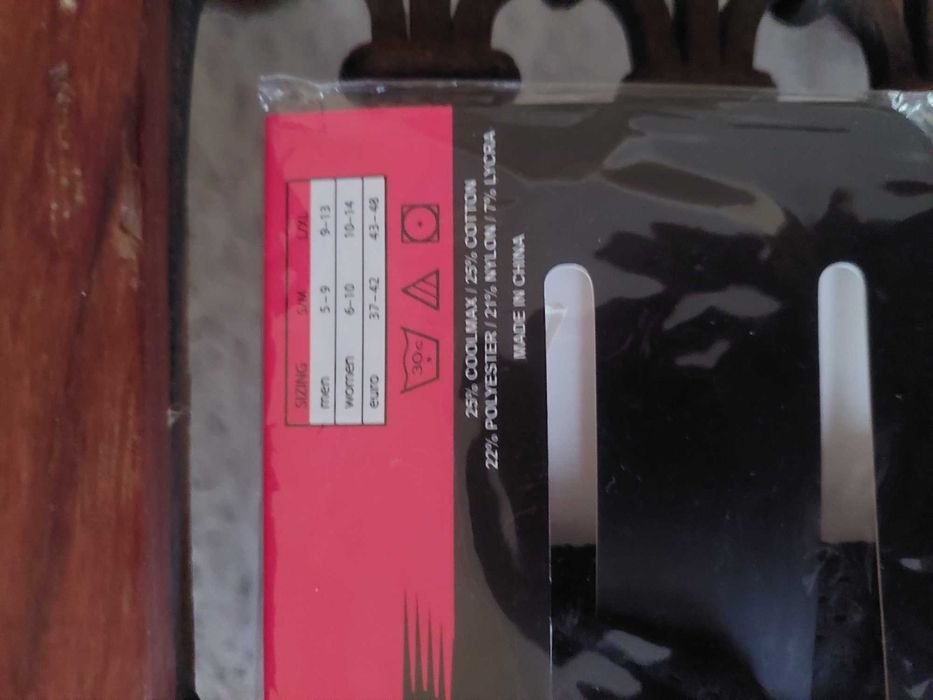 SIZING S/M L/XL
men 5-9 9-13
women 6-10 10-14
euro 37-42 43-48
30c
25% COOLMAX / 25% COTTON
22% POLYESTER / 21% NYLON / 7% LYCRA
MADE IN CHINA